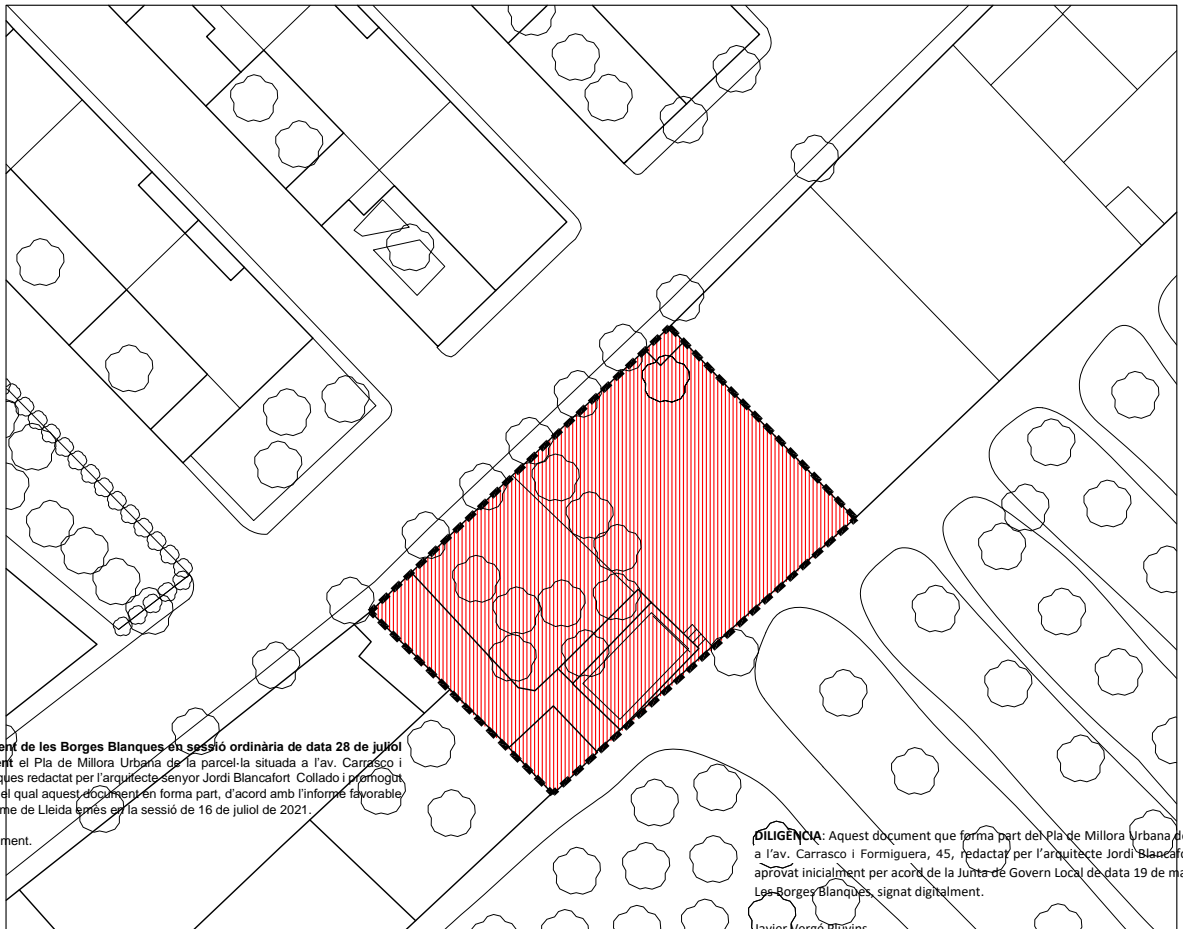 ent de les Borges Blanques en sessió ordinària de data 28 de juliol
ent el Pla de Millora Urbana de la parcel·la situada a l'av. Carrasco i
ques redactat per l'arquitecte senyor Jordi Blancafort Collado i promogut
el qual aquest document en forma part, d'acord amb l'informe favorable
me de Lleida emès en la sessió de 16 de juliol de 2021.
ment.
DILIGÈNCIA: Aquest document que forma part del Pla de Millora Urbana de
a l'av. Carrasco i Formiguera, 45, redactat per l'arquitecte Jordi Blancafo
aprovat inicialment per acord de la Junta de Govern Local de data 19 de ma
Les Borges Blanques, signat digitalment.
Javier Vergé Pluvins